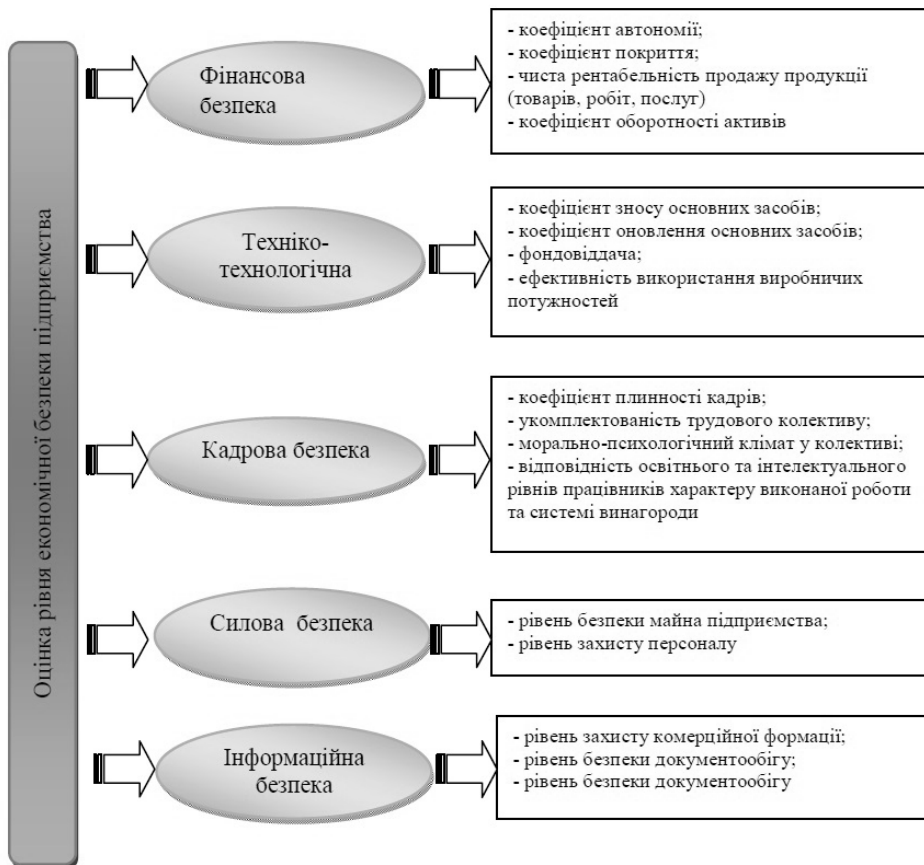 Оцінка рівня економічної безпеки підприємства
Фінансова
безпека
- коефіцієнт автономії;
- коефіцієнт покриття;
- чиста рентабельність продажу продукції
(товарів, робіт, послуг)
- коефіцієнт оборотності активів
Техніко-
технологічна
- коефіцієнт зносу основних засобів;
- коефіцієнт оновлення основних засобів;
- фондовіддача;
- ефективність використання виробничих
потужностей
Кадрова безпека
- коефіцієнт плинності кадрів;
- укомплектованість трудового колективу;
- морально-психологічний клімат у колективі;
- відповідність освітнього та інтелектуального
рівнів працівників характеру виконаної роботи
та системі винагороди
Силова безпека
- рівень безпеки майна підприємства;
- рівень захисту персоналу
Інформаційна
безпека
- рівень захисту комерційної формації;
- рівень безпеки документообігу;
- рівень безпеки документообігу